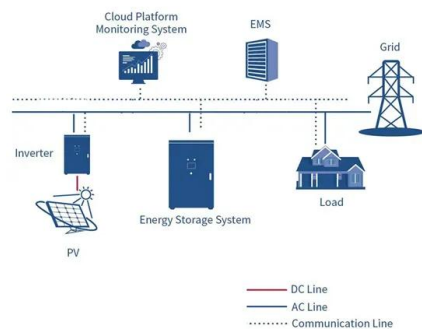 Cloud Platform
Monitoring System
EMS
Grid
Inverter
Energy Storage System
Load
PV
DC Line
AC Line
Communication Line